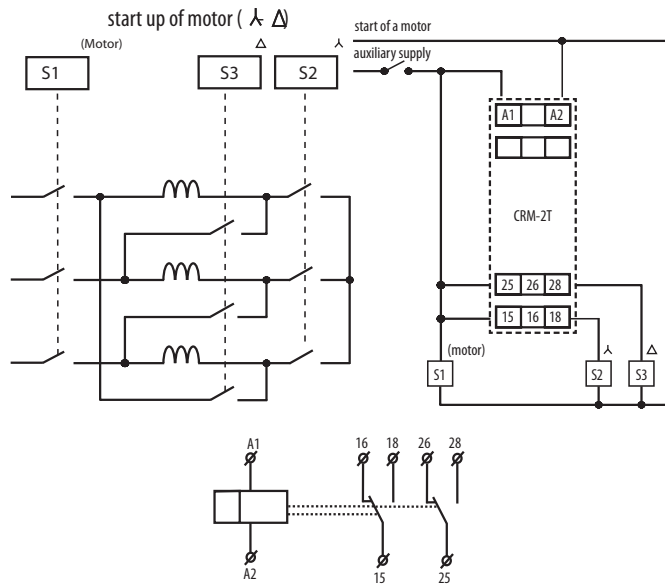 start up of motor ( ⅄ Δ)
(Motor)
S1
Δ
S3
⅄
S2
start of a motor
auxiliary supply
A1 A2
CRM-2T
25 26 28
15 16 18
(motor)
S1
⅄
S2
Δ
S3
A1
A2
16 18 26 28
15 25